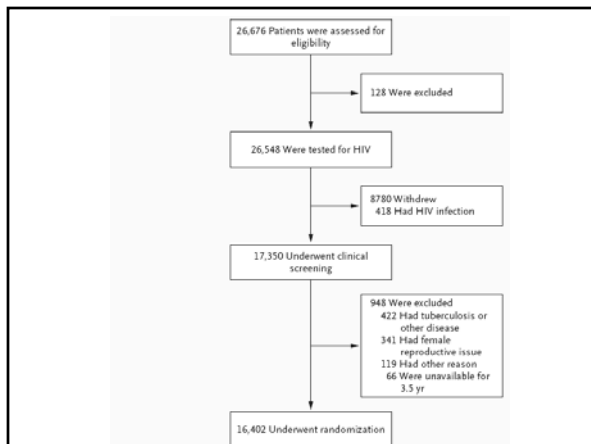 26,676 Patients were assessed for
eligibility
128 Were excluded
26,548 Were tested for HIV
8780 Withdrew
418 Had HIV infection
17,350 Underwent clinical
screening
948 Were excluded
422 Had tuberculosis or
other disease
341 Had female
reproductive issue
119 Had other reason
66 Were unavailable for
3.5 yr
16,402 Underwent randomization